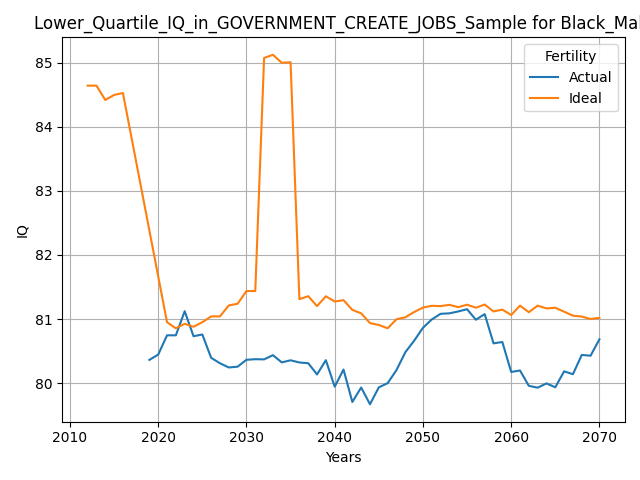 Lower_Quartile_IQ_in_GOVERNMENT_CREATE_JOBS_Sample for Black_Mal
Fertility
Actual
Ideal
85
84
83
82
81
80
IQ
2010 2020 2030 2040 2050 2060 2070
Years